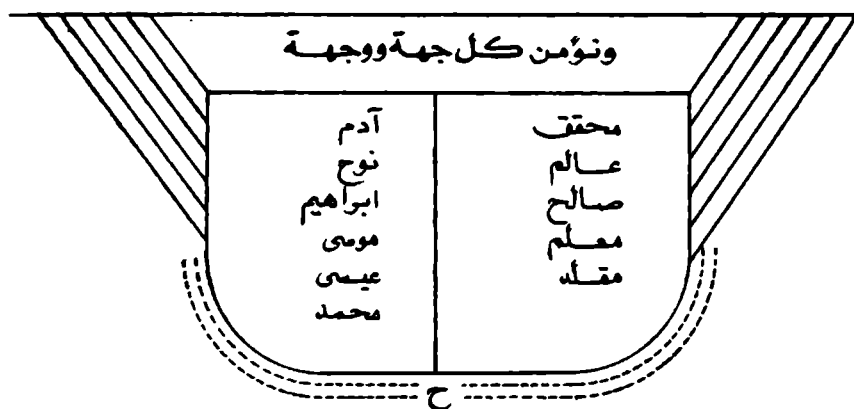 ونؤمن كل جهة ووجهة
محقق
عالم
صالح
معلم
مقلد
آدم
نوح
ابراهيم
موسى
عيسى
محمد
ح